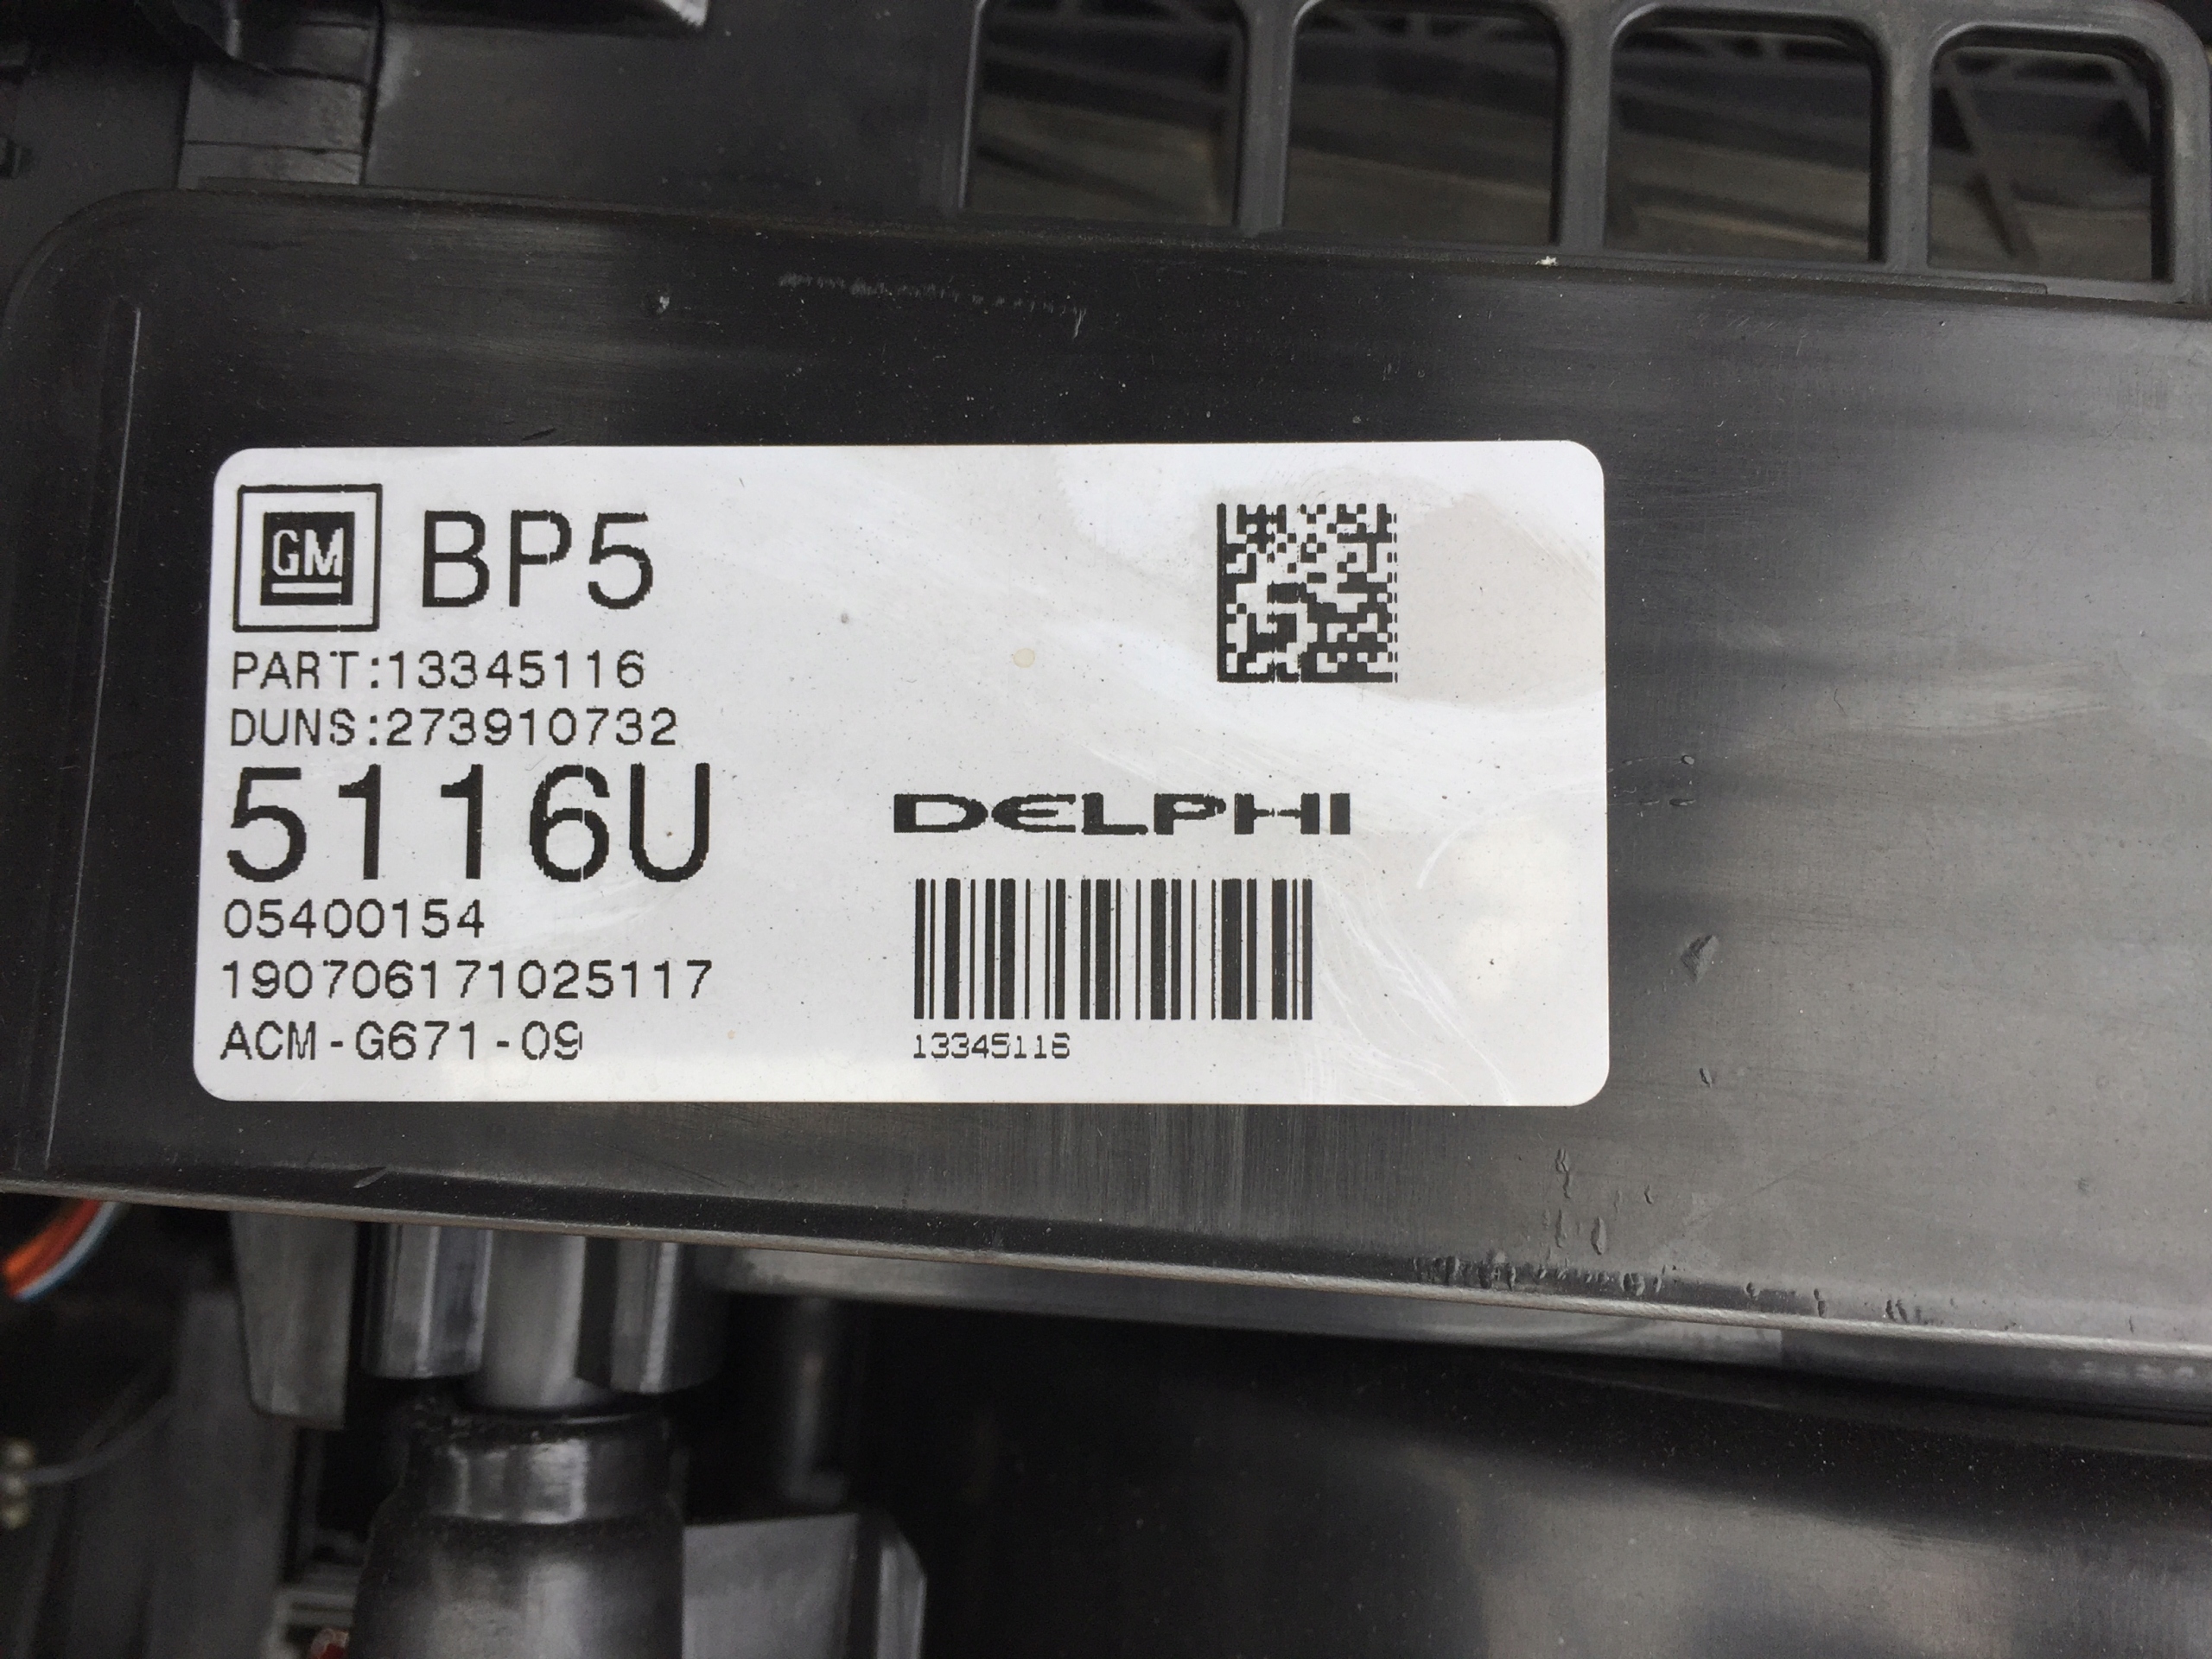 GM BP5
PART:13345116
DUNS:273910732
5116U
05400154
190706171025117
ACM-G671-09
DELPHI
13345116